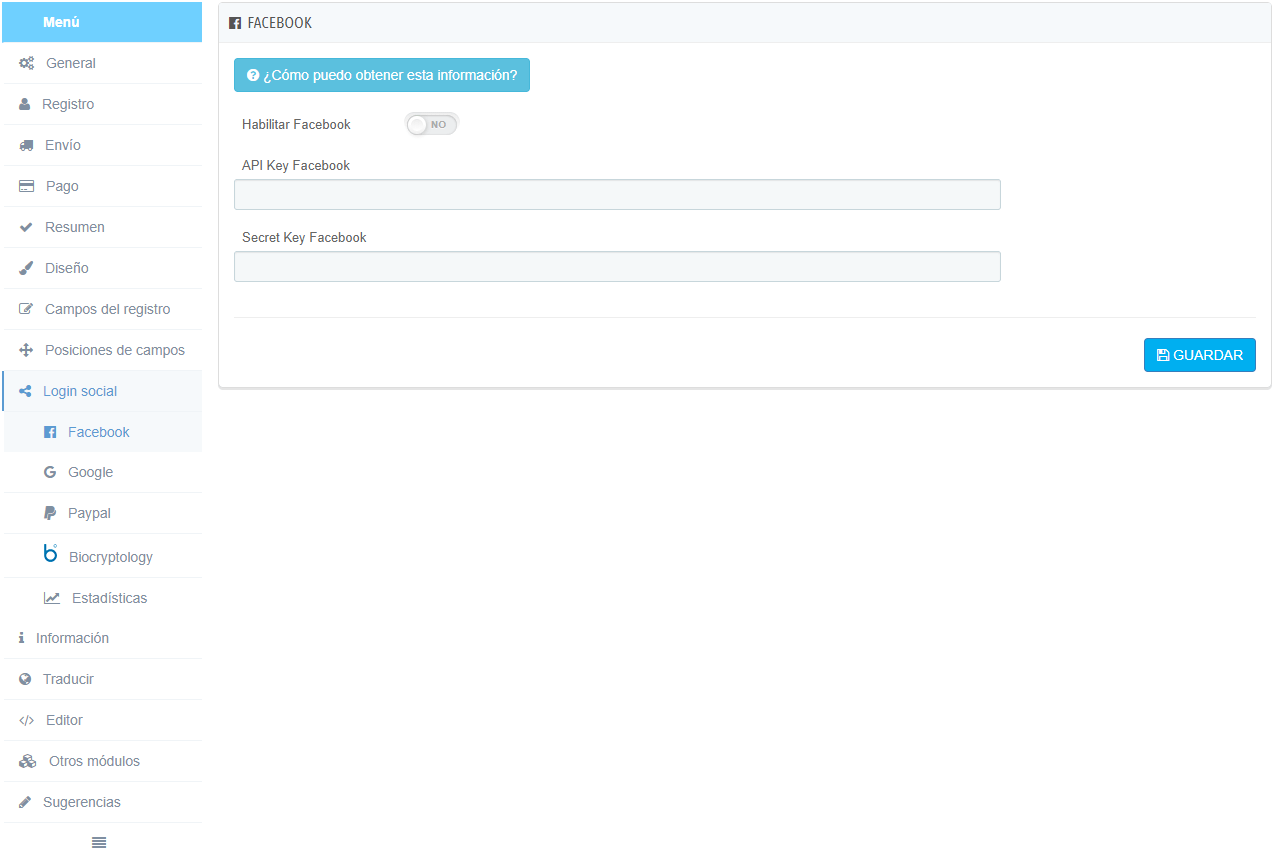 Menú
General
Registro
Envío
Pago
Resumen
Diseño
Campos del registro
Posiciones de campos
Login social
Facebook
Google
Paypal
Biocryptology
Estadísticas
Información
Traducir
Editor
Otros módulos
Sugerencias
FACEBOOK
¿Cómo puedo obtener esta información?
Habilitar Facebook NO
API Key Facebook
Secret Key Facebook
GUARDAR